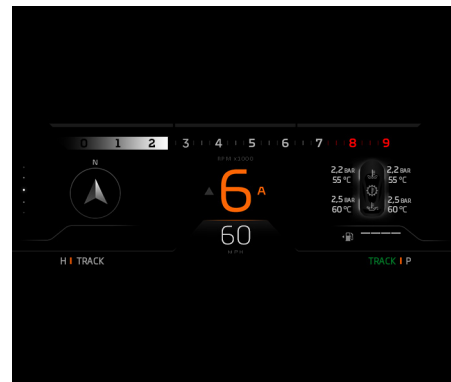 0 1 2 3 4 5 6 7 8 9
RPM X1000
N
6 A
60
MPH
2,2 BAR 2,2 BAR
55 °C 55 °C
2,5 BAR 2,5 BAR
60 °C 60 °C
H I TRACK
TRACK I P